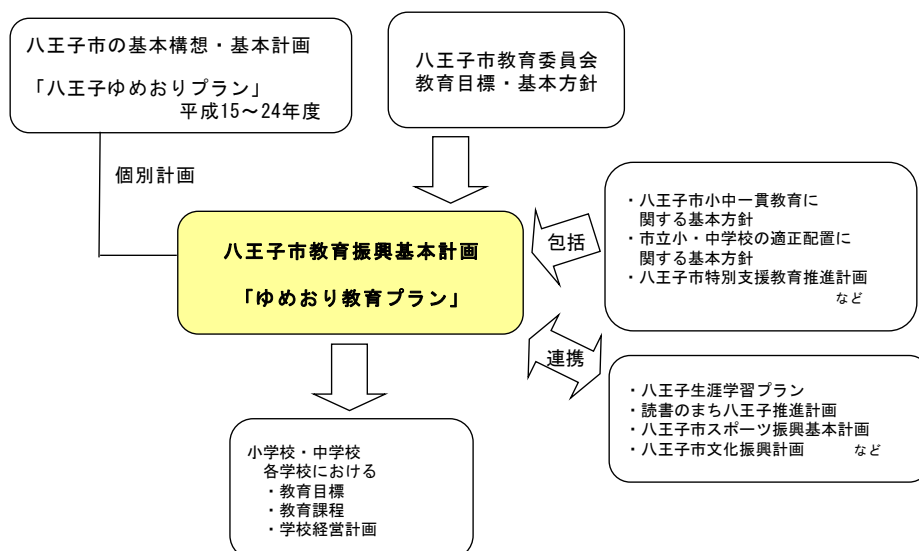 八王子市の基本構想・基本計画
「八王子ゆめおりプラン」
平成15～24年度
八王子市教育委員会
教育目標・基本方針
個別計画
八王子市教育振興基本計画
「ゆめおり教育プラン」
包括
・八王子市小中一貫教育に
関する基本方針
・市立小・中学校の適正配置に
関する基本方針
・八王子市特別支援教育推進計画
など
連携
・八王子生涯学習プラン
・読書のまち八王子推進計画
・八王子市スポーツ振興基本計画
・八王子市文化振興計画 など
小学校・中学校
各学校における
・教育目標
・教育課程
・学校経営計画